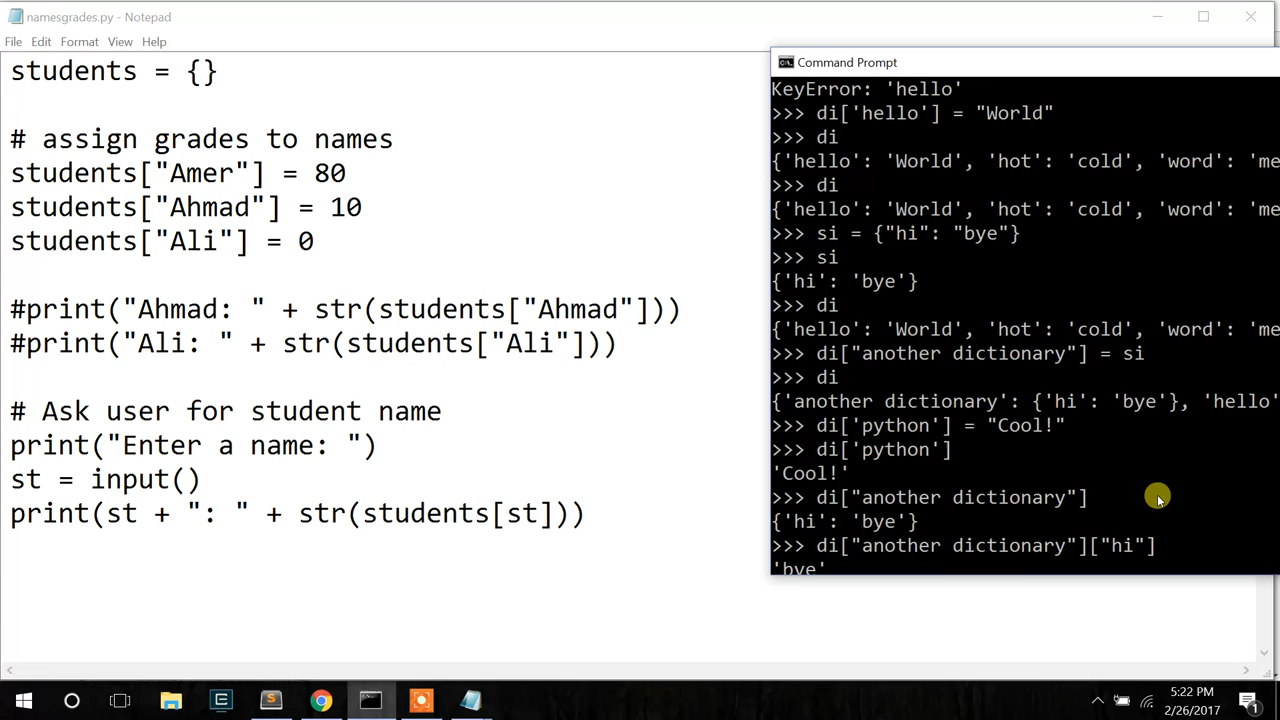 namesgrades.py - Notepad
File Edit Format View Help
students = {}
# assign grades to names
students["Amer"] = 80
students["Ahmad"] = 10
students["Ali"] = 0
#print("Ahmad: " + str(students["Ahmad"]))
#print("Ali: " + str(students["Ali"]))
# Ask user for student name
print("Enter a name: ")
st = input()
print(st + ": " + str(students[st]))
Command Prompt
KeyError: 'hello'
>>> di['hello'] = "World"
>>> di
{'hello': 'World', 'hot': 'cold', 'word': 'me
>>> di
{'hello': 'World', 'hot': 'cold', 'word': 'me
>>> si = {"hi": "bye"}
>>> si
{'hi': 'bye'}
>>> di
{'hello': 'World', 'hot': 'cold', 'word': 'me
>>> di["another dictionary"] = si
>>> di
{'another dictionary': {'hi': 'bye'}, 'hello'
>>> di['python'] = "Cool!"
>>> di['python']
'Cool!'
>>> di["another dictionary"]
{'hi': 'bye'}
>>> di["another dictionary"]["hi"]
'bye'
5:22 PM
2/26/2017